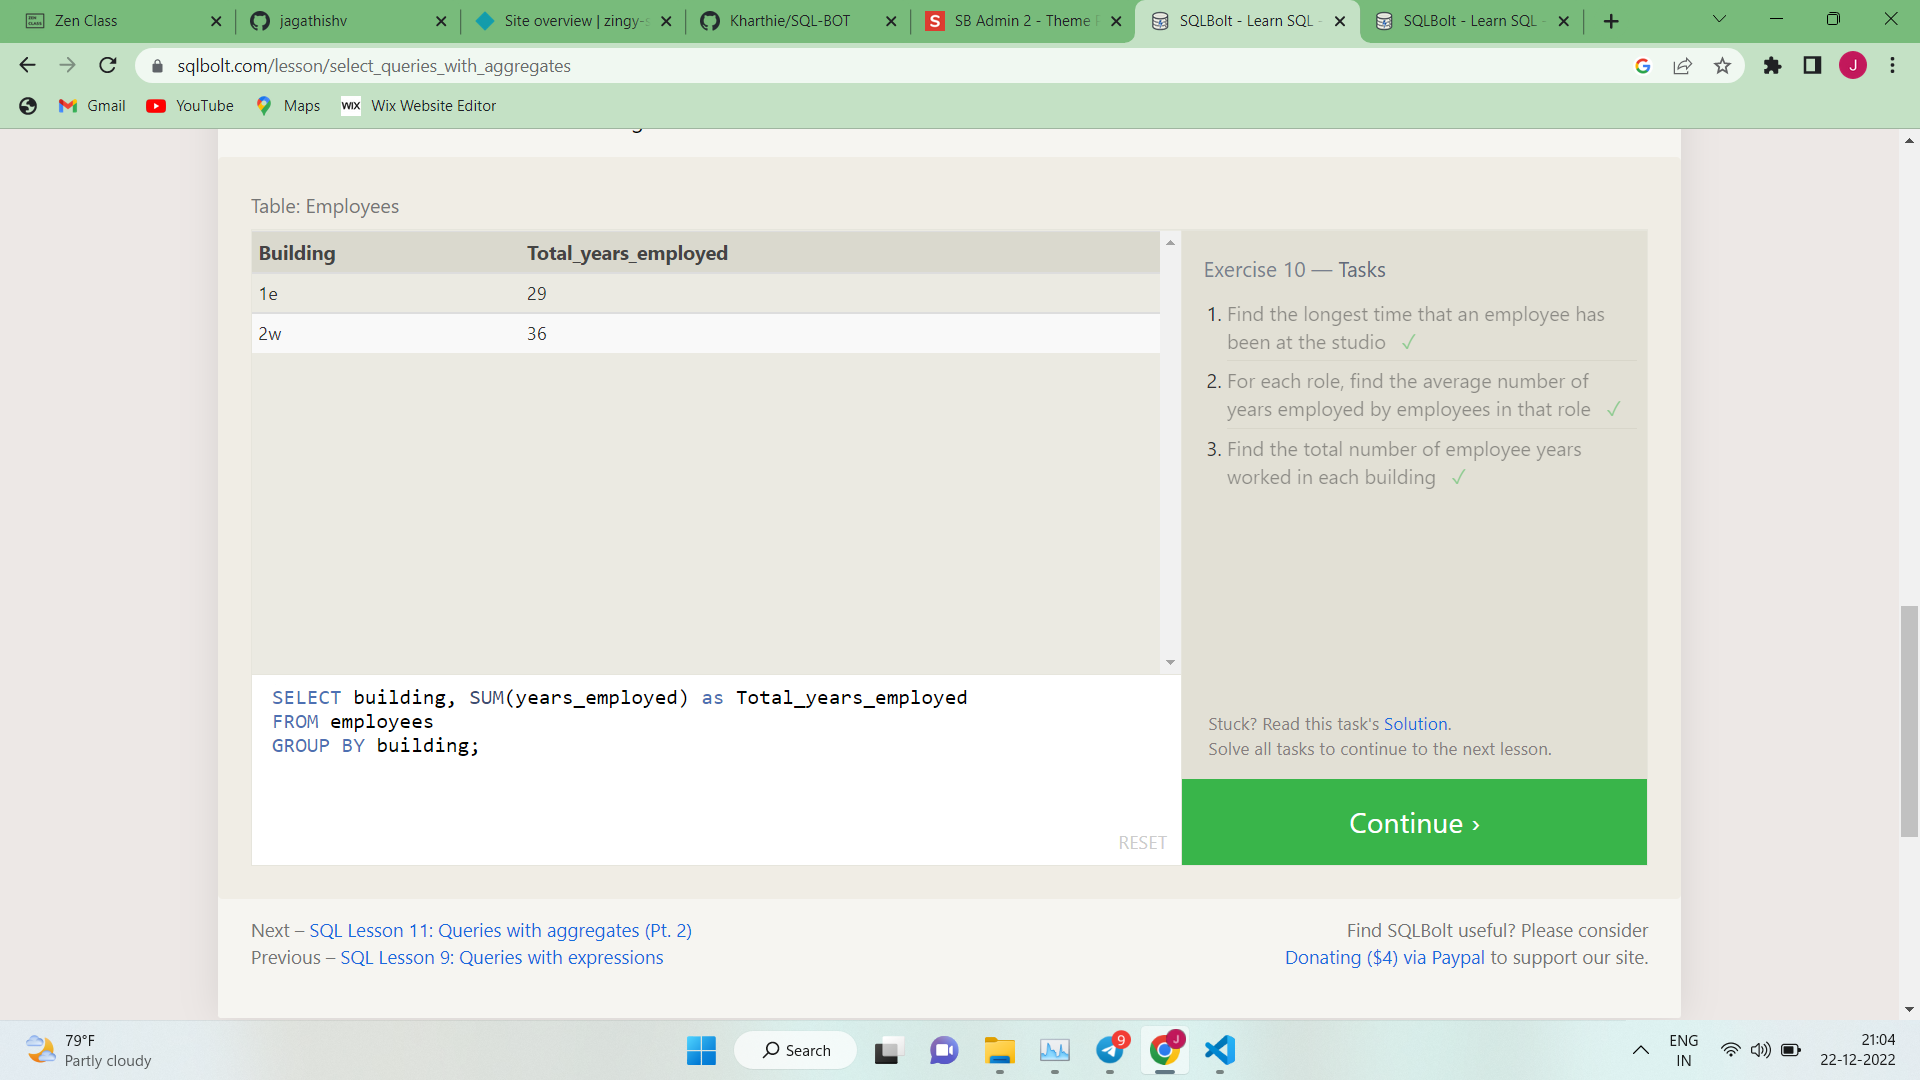 Zen Class
jagathishv
Site overview | zingy-s
Kharthie/SQL-BOT
SB Admin 2 - Theme P
SQLBolt - Learn SQL -
SQLBolt - Learn SQL -
sqlbolt.com/lesson/select_queries_with_aggregates
J
Gmail
YouTube
Maps
WIX
Wix Website Editor
Table: Employees
Building Total_years_employed
1e 29
2w 36
Exercise 10 — Tasks
1. Find the longest time that an employee has
been at the studio ✓
2. For each role, find the average number of
years employed by employees in that role ✓
3. Find the total number of employee years
worked in each building ✓
SELECT building, SUM(years_employed) as Total_years_employed
FROM employees
GROUP BY building;
RESET
Stuck? Read this task's Solution.
Solve all tasks to continue to the next lesson.
Continue ›
Next – SQL Lesson 11: Queries with aggregates (Pt. 2)
Previous – SQL Lesson 9: Queries with expressions
Find SQLBolt useful? Please consider
Donating ($4) via Paypal to support our site.
79°F
Partly cloudy
Search
9
J
ENG
IN
21:04
22-12-2022